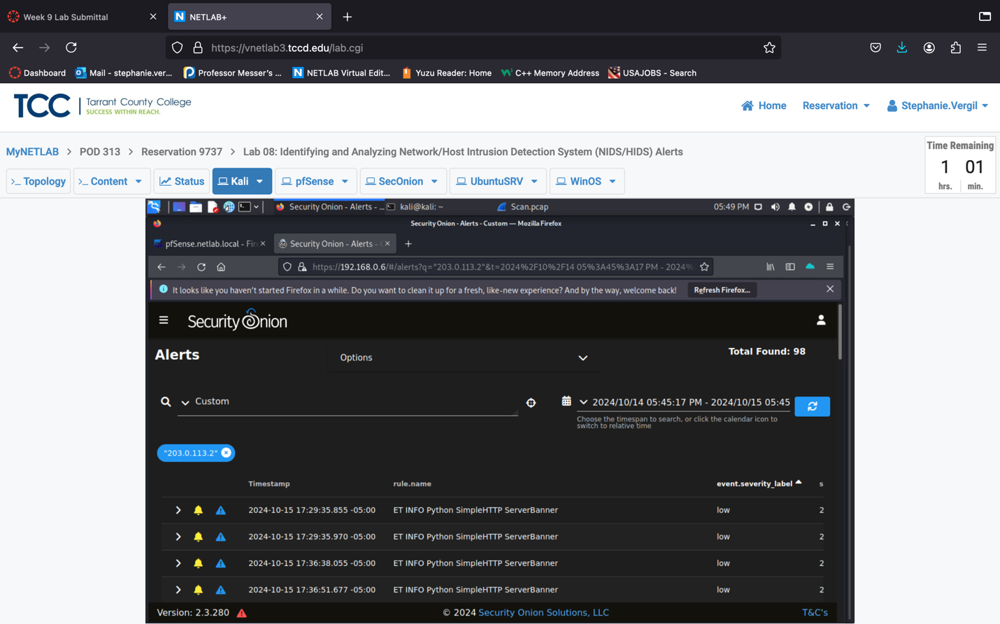 Week 9 Lab Submittal
NETLAB+
https://vnetlab3.tccd.edu/lab.cgi
Dashboard
Mail - stephanie.ver...
Professor Messer's ...
NETLAB Virtual Edit...
Yuzu Reader: Home
C++ Memory Address
USAJOBS - Search
TCC
Tarrant County College
SUCCESS WITHIN REACH.
Home
Reservation
Stephanie.Vergil
MyNETLAB > POD 313 > Reservation 9737 > Lab 08: Identifying and Analyzing Network/Host Intrusion Detection System (NIDS/HIDS) Alerts
Time Remaining
1 01
hrs. min.
>_ Topology
>_ Content
Status
Kali
pfSense
SecOnion
UbuntuSRV
WinOS
Security Onion - Alerts - ...
kali@kali: ~
Scan.pcap
05:49 PM
Security Onion - Alerts - Custom — Mozilla Firefox
pfSense.netlab.local - Fire
Security Onion - Alerts -
https://192.168.0.6/#/alerts?q="203.0.113.2"&t=2024%2F10%2F14 05%3A45%3A17 PM - 2024%
It looks like you haven't started Firefox in a while. Do you want to clean it up for a fresh, like-new experience? And by the way, welcome back!
Refresh Firefox...
Security Onion
Alerts
Options
Total Found: 98
Custom
2024/10/14 05:45:17 PM - 2024/10/15 05:45
Choose the timespan to search, or click the calendar icon to
switch to relative time
"203.0.113.2"
Timestamp rule.name event.severity_label s
2024-10-15 17:29:35.855 -05:00 ET INFO Python SimpleHTTP ServerBanner low 2
2024-10-15 17:29:35.970 -05:00 ET INFO Python SimpleHTTP ServerBanner low 2
2024-10-15 17:36:38.055 -05:00 ET INFO Python SimpleHTTP ServerBanner low 2
2024-10-15 17:36:51.677 -05:00 ET INFO Python SimpleHTTP ServerBanner low 2
Version: 2.3.280
© 2024 Security Onion Solutions, LLC
T&C's